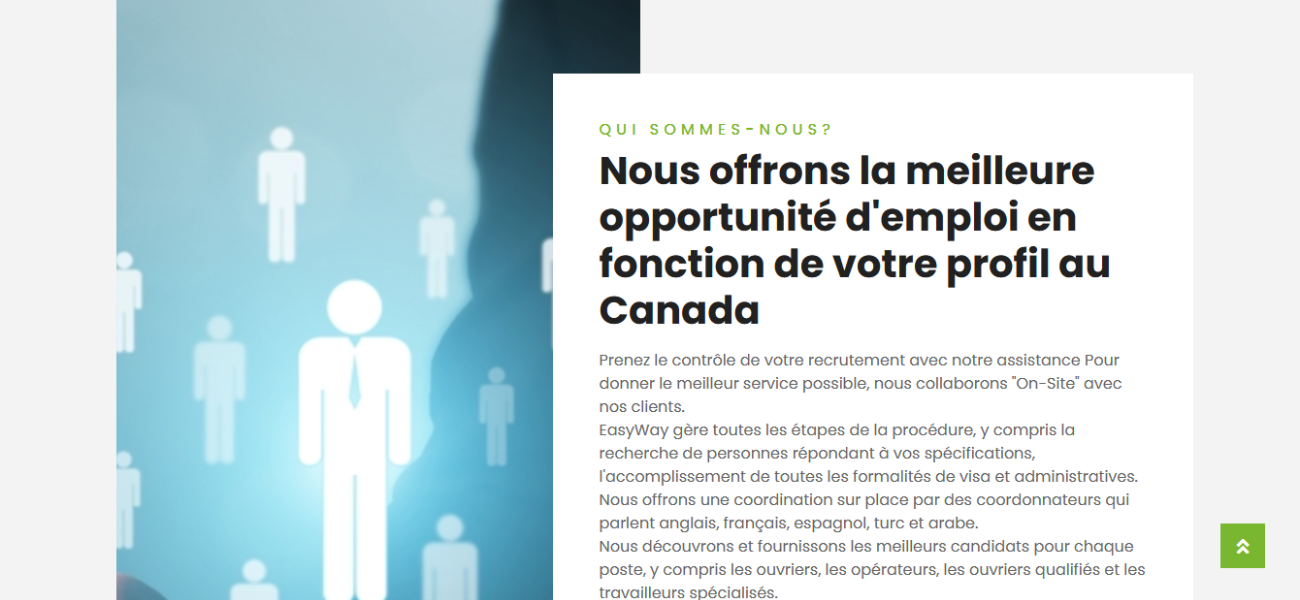 QUI SOMMES-NOUS?
Nous offrons la meilleure
opportunité d'emploi en
fonction de votre profil au
Canada
Prenez le contrôle de votre recrutement avec notre assistance Pour
donner le meilleur service possible, nous collaborons "On-Site" avec
nos clients.
EasyWay gère toutes les étapes de la procédure, y compris la
recherche de personnes répondant à vos spécifications,
l'accomplissement de toutes les formalités de visa et administratives.
Nous offrons une coordination sur place par des coordonnateurs qui
parlent anglais, français, espagnol, turc et arabe.
Nous découvrons et fournissons les meilleurs candidats pour chaque
poste, y compris les ouvriers, les opérateurs, les ouvriers qualifiés et les
travailleurs spécialisés.